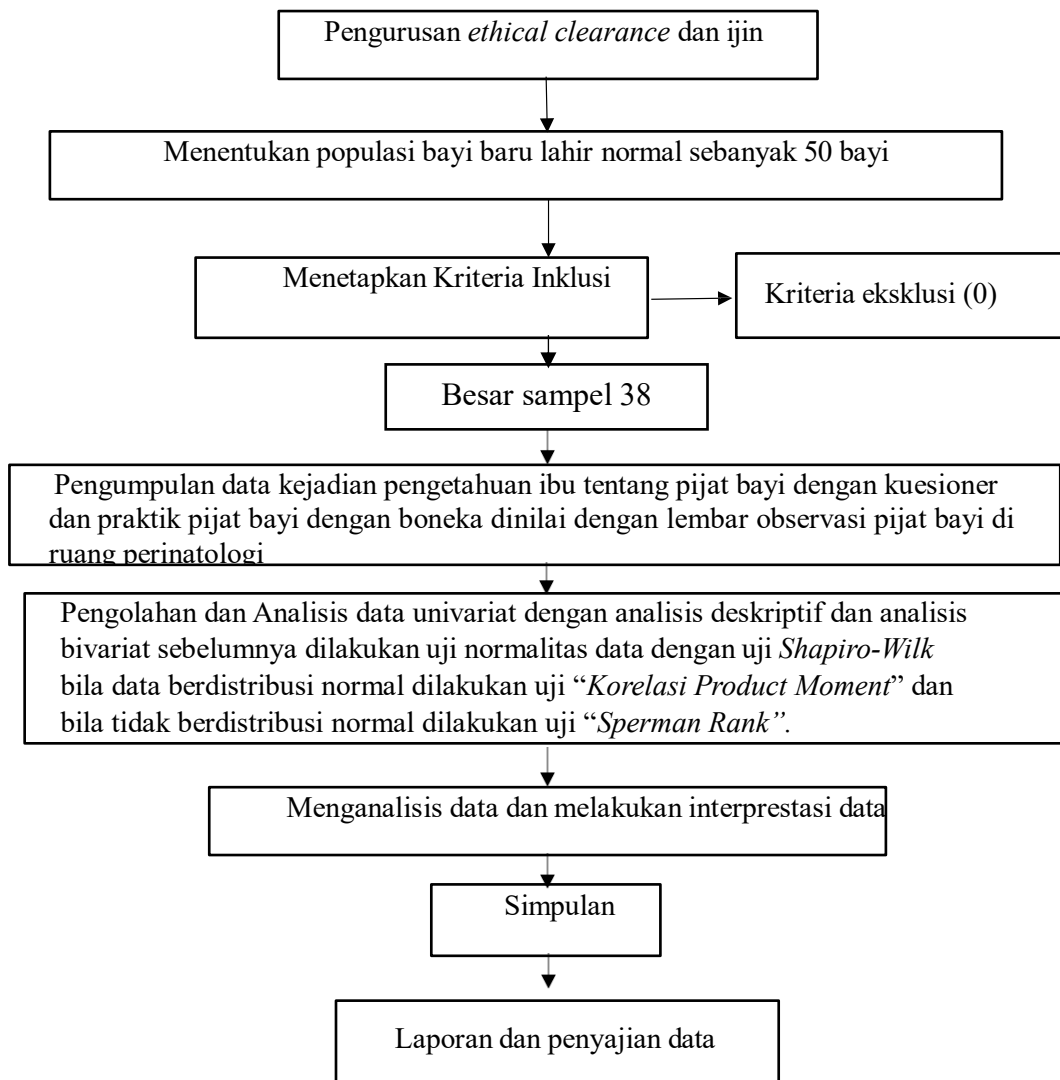 Pengurusan ethical clearance dan ijin
Menentukan populasi bayi baru lahir normal sebanyak 50 bayi
Menetapkan Kriteria Inklusi
Kriteria eksklusi (0)
Besar sampel 38
Pengumpulan data kejadian pengetahuan ibu tentang pijat bayi dengan kuesioner
dan praktik pijat bayi dengan boneka dinilai dengan lembar observasi pijat bayi di
ruang perinatologi
Pengolahan dan Analisis data univariat dengan analisis deskriptif dan analisis
bivariat sebelumnya dilakukan uji normalitas data dengan uji Shapiro-Wilk
bila data berdistribusi normal dilakukan uji “Korelasi Product Moment” dan
bila tidak berdistribusi normal dilakukan uji “Sperman Rank”.
Menganalisis data dan melakukan interprestasi data
Simpulan
Laporan dan penyajian data